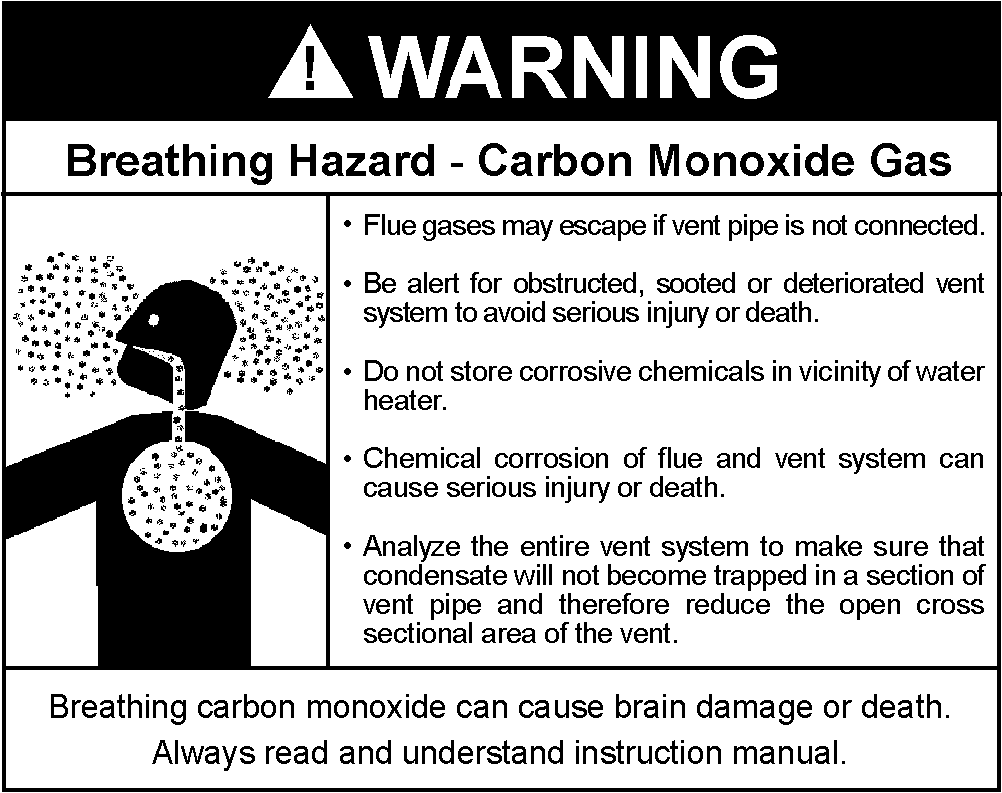 WARNING
Breathing Hazard - Carbon Monoxide Gas
• Flue gases may escape if vent pipe is not connected.
• Be alert for obstructed, sooted or deteriorated vent
system to avoid serious injury or death.
• Do not store corrosive chemicals in vicinity of water
heater.
• Chemical corrosion of flue and vent system can
cause serious injury or death.
• Analyze the entire vent system to make sure that
condensate will not become trapped in a section of
vent pipe and therefore reduce the open cross
sectional area of the vent.
Breathing carbon monoxide can cause brain damage or death.
Always read and understand instruction manual.